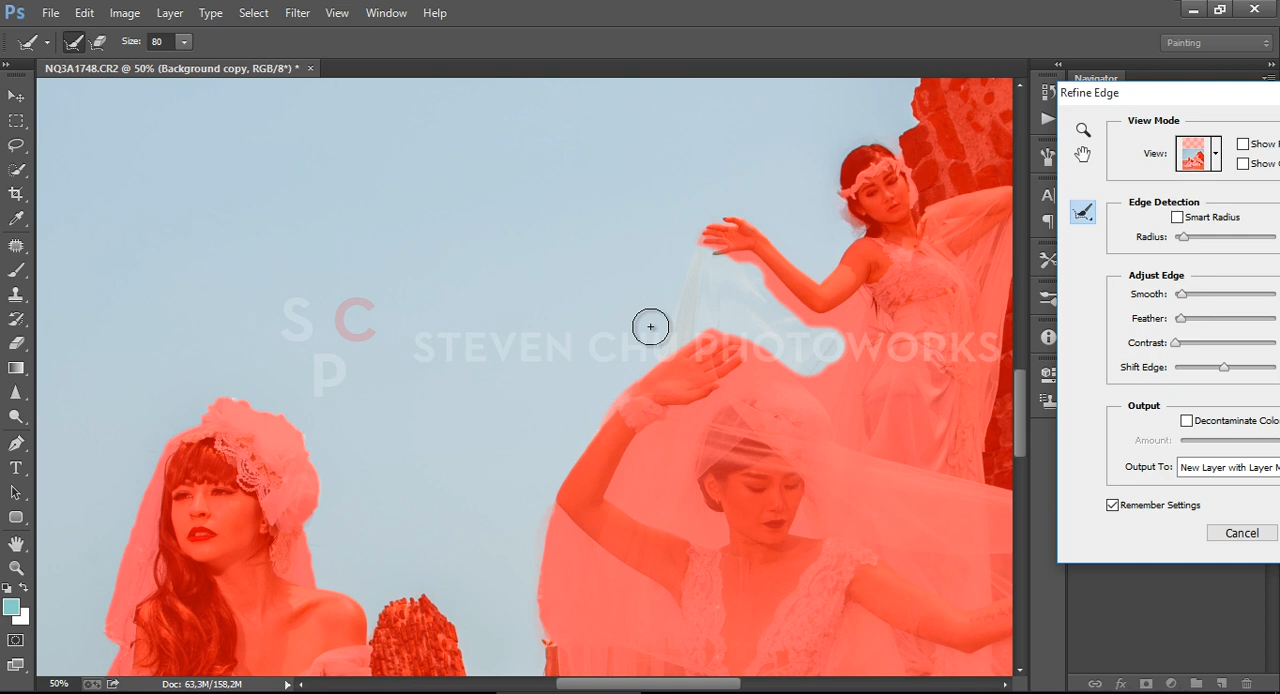 Ps File Edit Image Layer Type Select Filter View Window Help
Size: 80
Painting
NQ3A1748.CR2 @ 50% (Background copy, RGB/8*) *
Navigator
Refine Edge
View Mode
View:
Show
Show
Edge Detection
Smart Radius
Radius:
Adjust Edge
Smooth:
Feather:
Contrast:
Shift Edge:
S C
P
STEVEN CHU PHOTOWORKS
Output
Decontaminate Colo
Amount:
Output To: New Layer with Layer M
Remember Settings
Cancel
50% Doc: 63,3M/158,2M